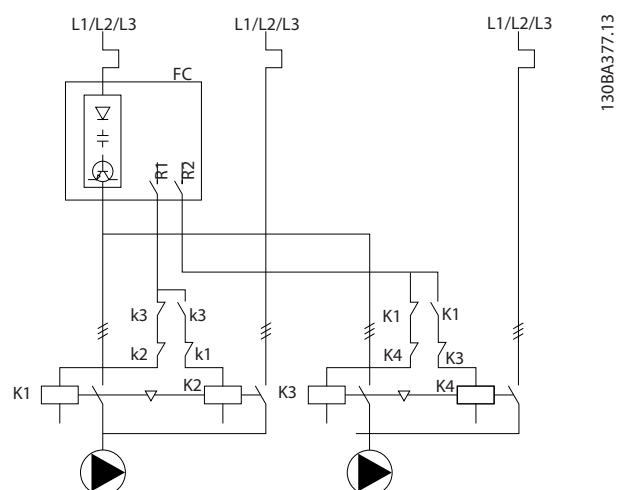 L1/L2/L3
L1/L2/L3
L1/L2/L3
130BA377.13
FC
R1
R2
k3
k3
K1
K1
k2
k1
K4
K3
K1
K2
K3
K4